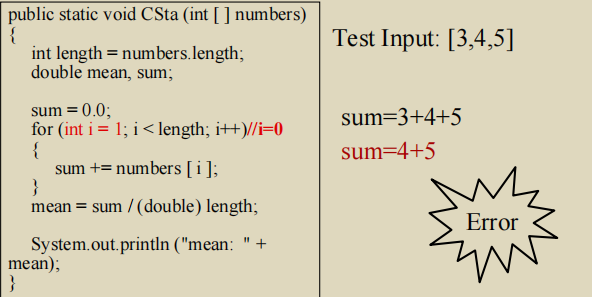 public static void CSta (int [ ] numbers)
{
int length = numbers.length;
double mean, sum;
sum = 0.0;
for (int i = 1; i < length; i++)//i=0
{
sum += numbers [ i ];
}
mean = sum / (double) length;
System.out.println ("mean:  " +
mean);
}
Test Input: [3,4,5]
sum=3+4+5
sum=4+5
Error